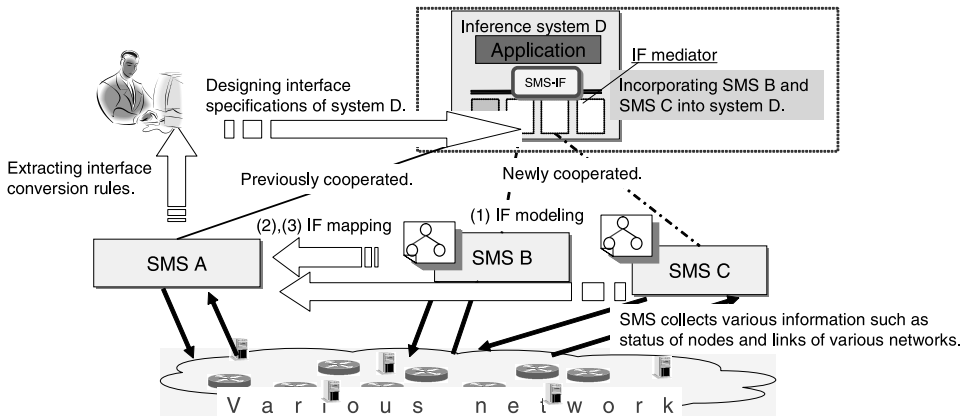 Inference system D
Application
SMS-IF
IF mediator
Incorporating SMS B and
SMS C into system D.
Designing interface
specifications of system D.
Extracting interface
conversion rules.
Previously cooperated.
Newly cooperated.
(2),(3) IF mapping
(1) IF modeling
SMS A
SMS B
SMS C
SMS collects various information such as
status of nodes and links of various networks.
Various network